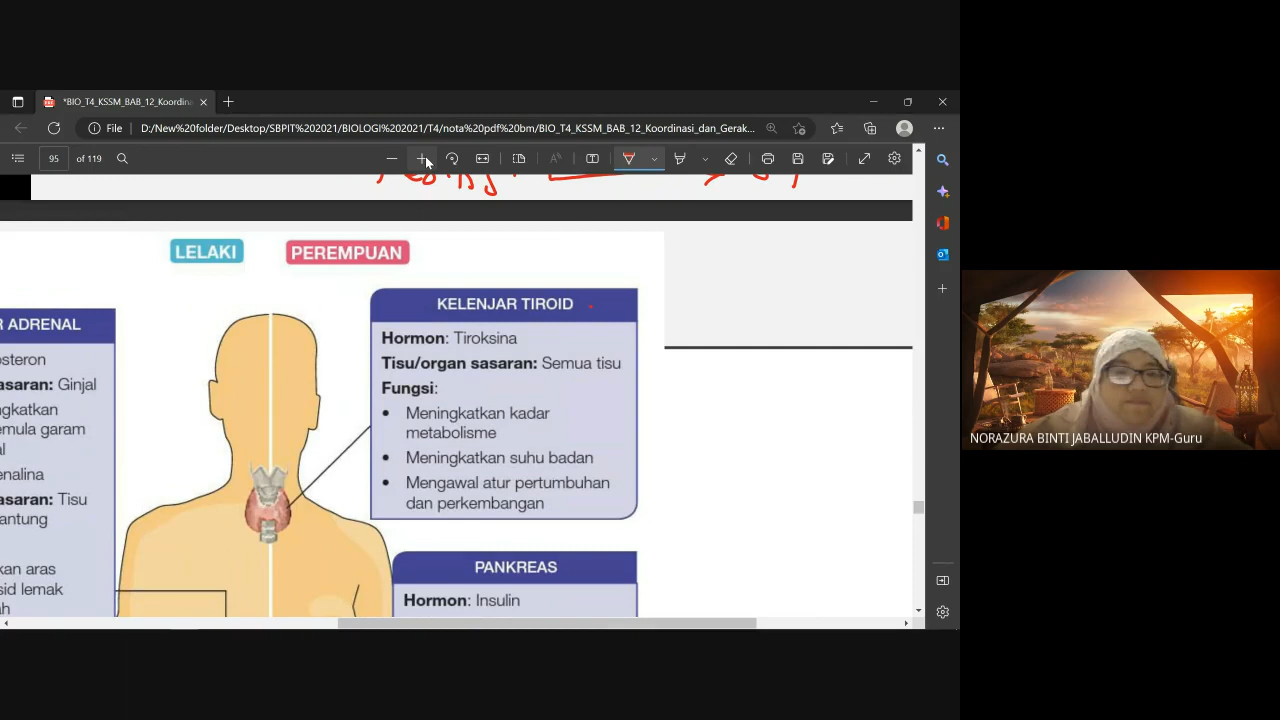 *BIO_T4_KSSM_BAB_12_Koordina
File
D:/New%20folder/Desktop/SBPIT%202021/BIOLOGI%202021/T4/nota%20pdf%20bm/BIO_T4_KSSM_BAB_12_Koordinasi_dan_Gerak...
95 of 119
LELAKI PEREMPUAN
R ADRENAL
osteron
asaran: Ginjal
ngkatkan
emula garam
al
enalina
asaran: Tisu
antung
kan aras
sid lemak
ah
KELENJAR TIROID
Hormon: Tiroksina
Tisu/organ sasaran: Semua tisu
Fungsi:
• Meningkatkan kadar
metabolisme
• Meningkatkan suhu badan
• Mengawal atur pertumbuhan
dan perkembangan
PANKREAS
Hormon: Insulin
NORAZURA BINTI JABALLUDIN KPM-Guru